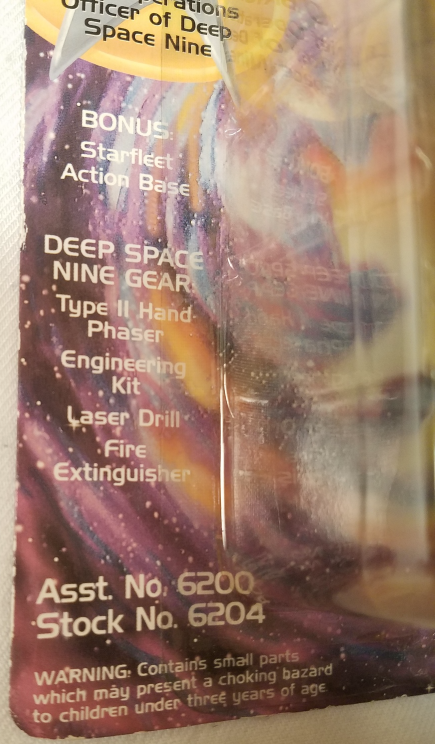 perations
Officer of Deep
Space Nine
BONUS:
Starfleet
Action Base
DEEP SPACE
NINE GEAR:
Type II Hand
Phaser
Engineering
Kit
Laser Drill
Fire
Extinguisher
Asst. No. 6200
Stock No. 6204
WARNING: Contains small parts
which may present a choking hazard
to children under three years of age